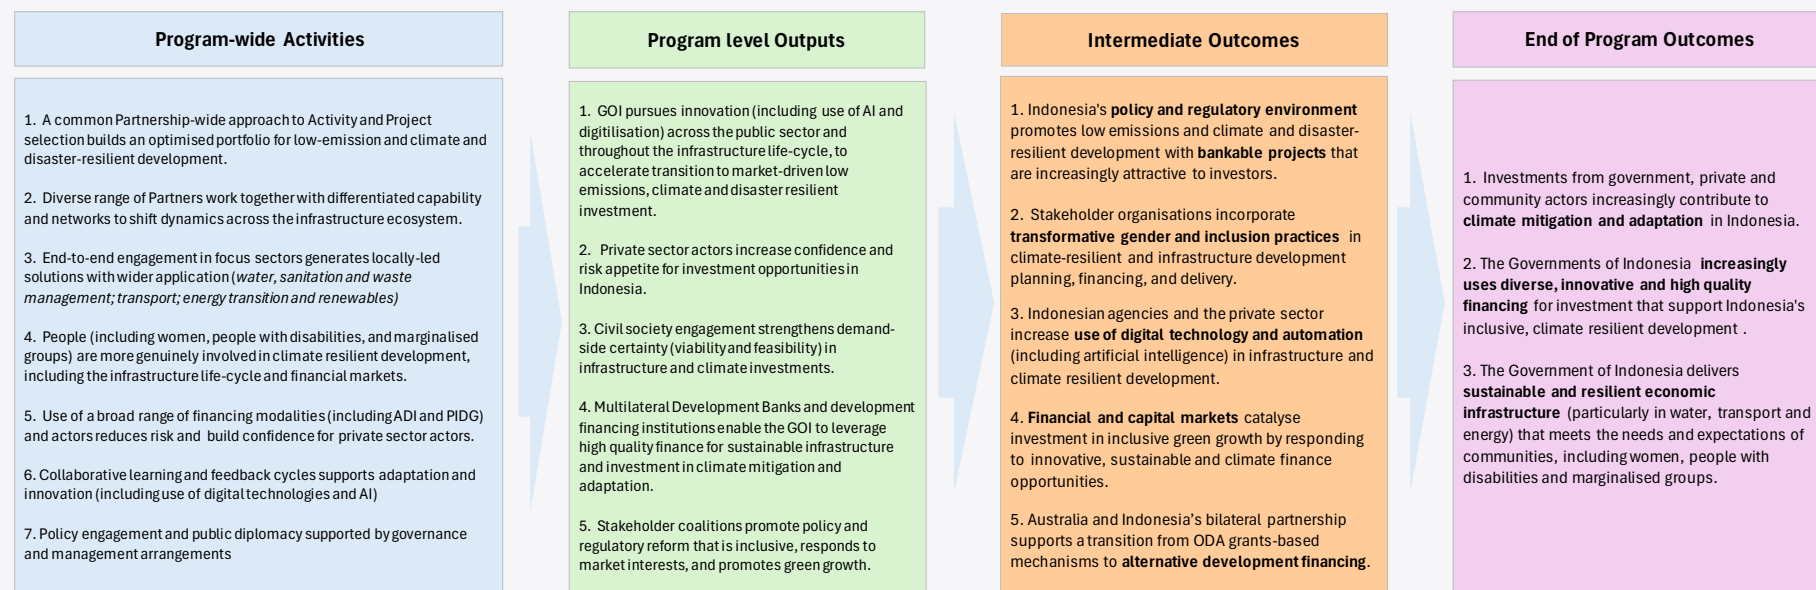 Program-wide Activities
1. A common Partnership-wide approach to Activity and Project
selection builds an optimised portfolio for low-emission and climate and
disaster-resilient development.
2. Diverse range of Partners work together with differentiated capability
and networks to shift dynamics across the infrastructure ecosystem.
3. End-to-end engagement in focus sectors generates locally-led
solutions with wider application (water, sanitation and waste
management; transport; energy transition and renewables)
4. People (including women, people with disabilities, and marginalised
groups) are more genuinely involved in climate resilient development,
including the infrastructure life-cycle and financial markets.
5. Use of a broad range of financing modalities (including ADI and PIDG)
and actors reduces risk and build confidence for private sector actors.
6. Collaborative learning and feedback cycles supports adaptation and
innovation (including use of digital technologies and AI)
7. Policy engagement and public diplomacy supported by governance
and management arrangements
Program level Outputs
1. GOI pursues innovation (including use of AI and
digitilisation) across the public sector and
throughout the infrastructure life-cycle, to
accelerate transition to market-driven low
emissions, climate and disaster resilient
investment.
2. Private sector actors increase confidence and
risk appetite for investment opportunities in
Indonesia.
3. Civil society engagement strengthens demand-
side certainty (viability and feasibility) in
infrastructure and climate investments.
4. Multilateral Development Banks and development
financing institutions enable the GOI to leverage
high quality finance for sustainable infrastructure
and investment in climate mitigation and
adaptation.
5. Stakeholder coalitions promote policy and
regulatory reform that is inclusive, responds to
market interests, and promotes green growth.
Intermediate Outcomes
1. Indonesia's policy and regulatory environment
promotes low emissions and climate and disaster-
resilient development with bankable projects that
are increasingly attractive to investors.
2. Stakeholder organisations incorporate
transformative gender and inclusion practices in
climate-resilient and infrastructure development
planning, financing, and delivery.
3. Indonesian agencies and the private sector
increase use of digital technology and automation
(including artificial intelligence) in infrastructure and
climate resilient development.
4. Financial and capital markets catalyse
investment in inclusive green growth by responding
to innovative, sustainable and climate finance
opportunities.
5. Australia and Indonesia’s bilateral partnership
supports a transition from ODA grants-based
mechanisms to alternative development financing.
End of Program Outcomes
1. Investments from government, private and
community actors increasingly contribute to
climate mitigation and adaptation in Indonesia.
2. The Governments of Indonesia increasingly
uses diverse, innovative and high quality
financing for investment that support Indonesia's
inclusive, climate resilient development .
3. The Government of Indonesia delivers
sustainable and resilient economic
infrastructure (particularly in water, transport and
energy) that meets the needs and expectations of
communities, including women, people with
disabilities and marginalised groups.